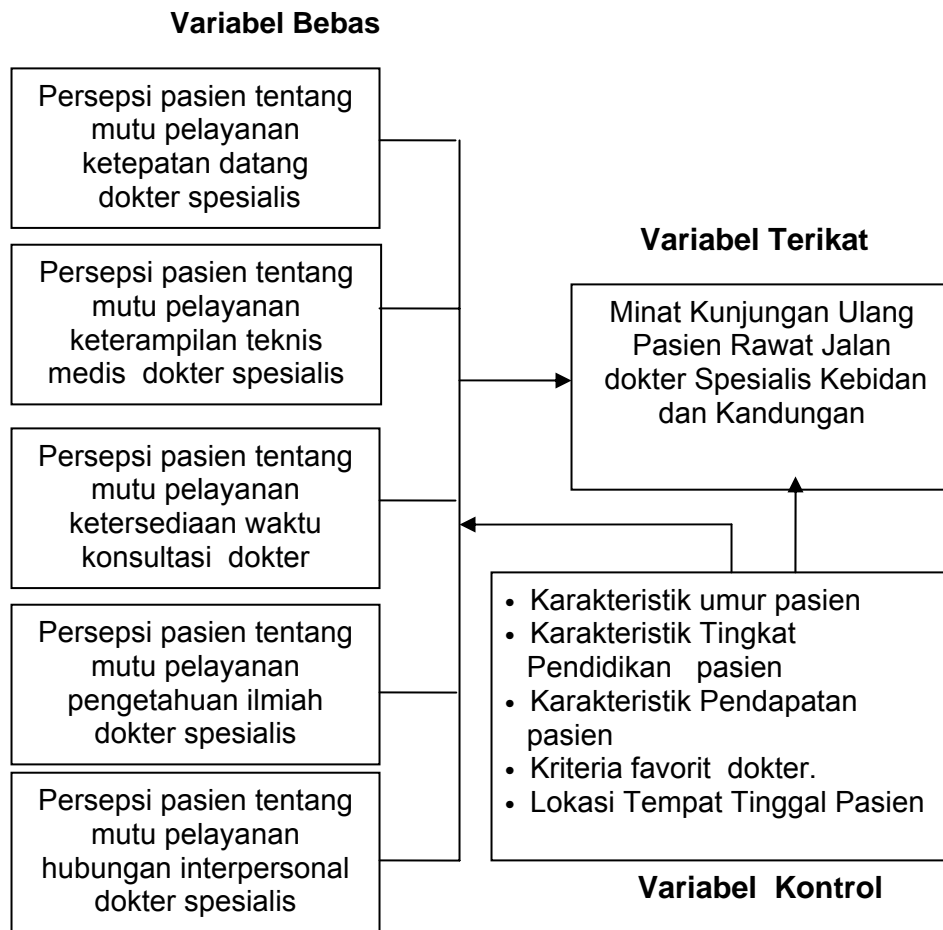 Variabel Bebas
Persepsi pasien tentang
mutu pelayanan
ketepatan datang
dokter spesialis
Persepsi pasien tentang
mutu pelayanan
keterampilan teknis
medis dokter spesialis
Persepsi pasien tentang
mutu pelayanan
ketersediaan waktu
konsultasi dokter
Persepsi pasien tentang
mutu pelayanan
pengetahuan ilmiah
dokter spesialis
Persepsi pasien tentang
mutu pelayanan
hubungan interpersonal
dokter spesialis
Variabel Terikat
Minat Kunjungan Ulang
Pasien Rawat Jalan
dokter Spesialis Kebidan
dan Kandungan
• Karakteristik umur pasien
• Karakteristik Tingkat
Pendidikan pasien
• Karakteristik Pendapatan
pasien
• Kriteria favorit dokter.
• Lokasi Tempat Tinggal Pasien
Variabel Kontrol